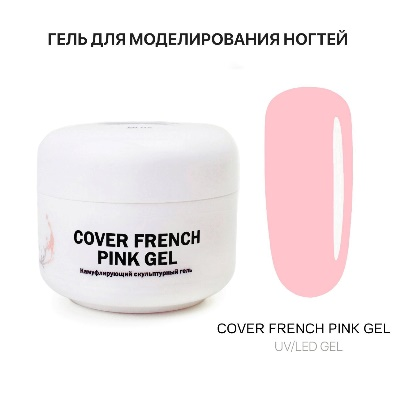 ГЕЛЬ ДЛЯ МОДЕЛИРОВАНИЯ НОГТЕЙ
COVER FRENCH
PINK GEL
Камуфлирующий скульптурный гель
COVER FRENCH PINK GEL
UV/LED GEL